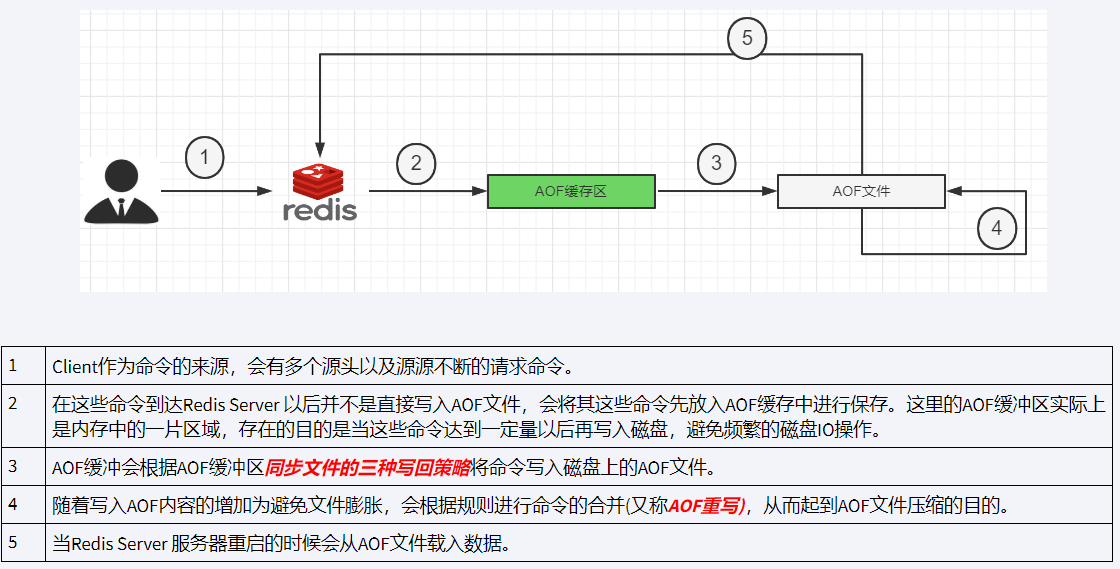 5
1
2
3
redis
AOF缓存区
AOF文件
4
1 Client作为命令的来源，会有多个源头以及源源不断的请求命令。
2 在这些命令到达Redis Server 以后并不是直接写入AOF文件，会将其这些命令先放入AOF缓存中进行保存。这里的AOF缓冲区实际上
是内存中的一片区域，存在的目的是当这些命令达到一定量以后再写入磁盘，避免频繁的磁盘IO操作。
3 AOF缓冲会根据AOF缓冲区同步文件的三种写回策略将命令写入磁盘上的AOF文件。
4 随着写入AOF内容的增加为避免文件膨胀，会根据规则进行命令的合并(又称AOF重写)，从而起到AOF文件压缩的目的。
5 当Redis Server 服务器重启的时候会从AOF文件载入数据。